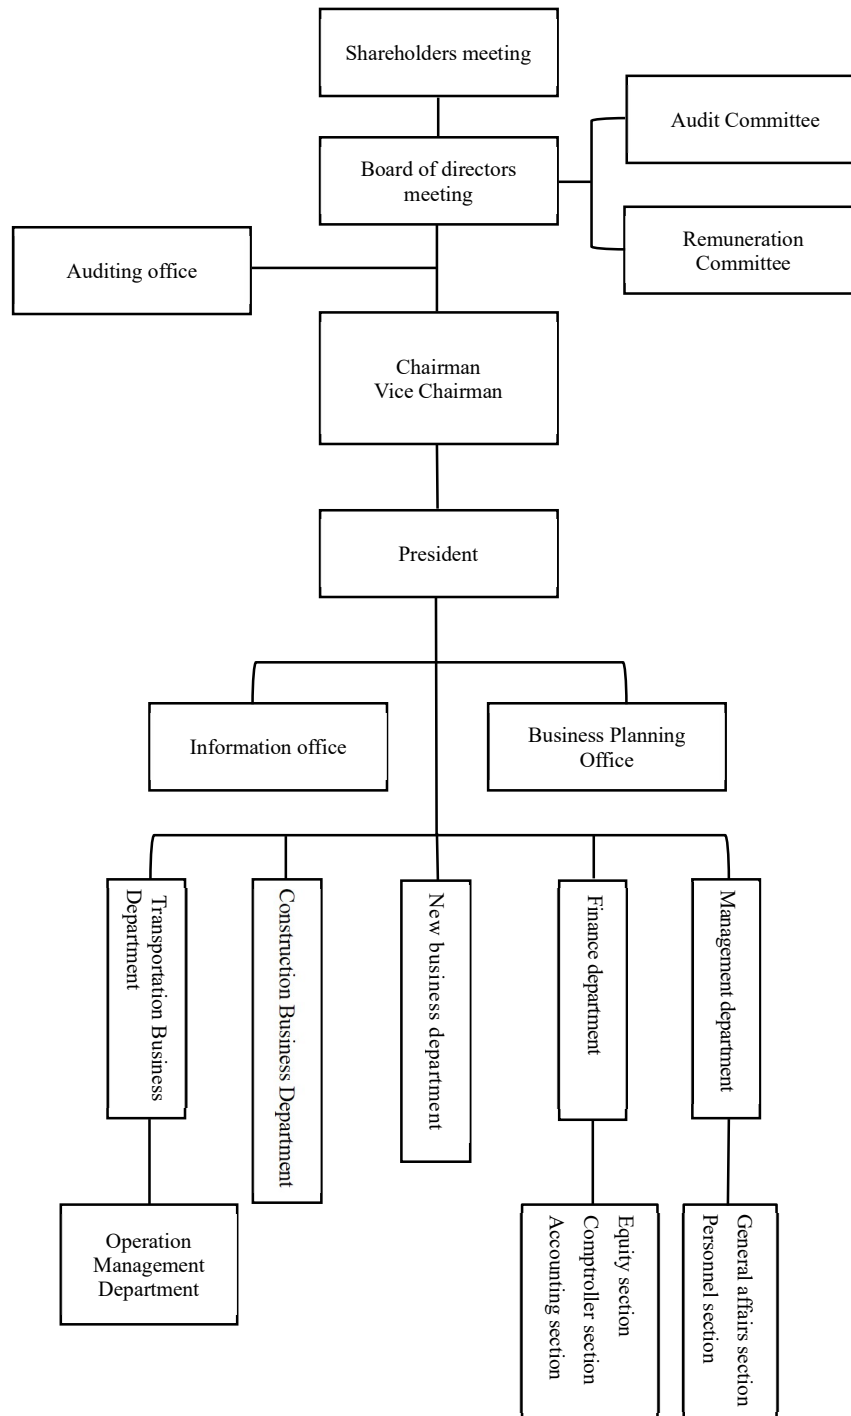 Shareholders meeting
Audit Committee
Board of directors
meeting
Remuneration
Committee
Auditing office
Chairman
Vice Chairman
President
Information office
Business Planning
Office
Transportation Business
Department
Construction Business Department
New business department
Finance department
Management department
Operation
Management
Department
Equity section
Comptroller section
Accounting section
General affairs section
Personnel section